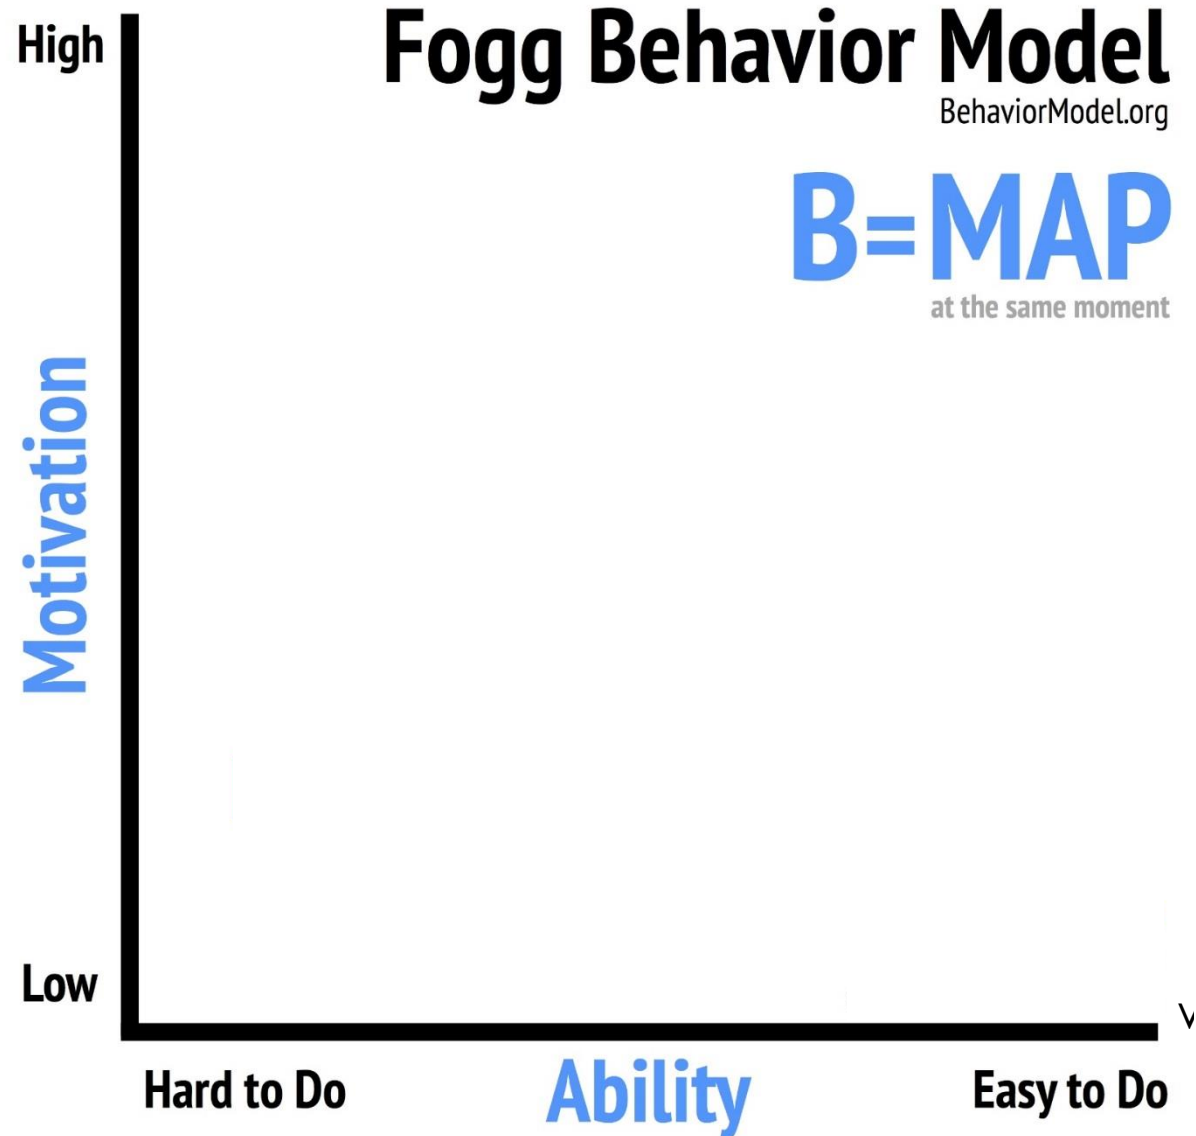 High
Fogg Behavior Model
BehaviorModel.org
B=MAP
at the same moment
Motivation
Low
Hard to Do
Ability
Easy to Do